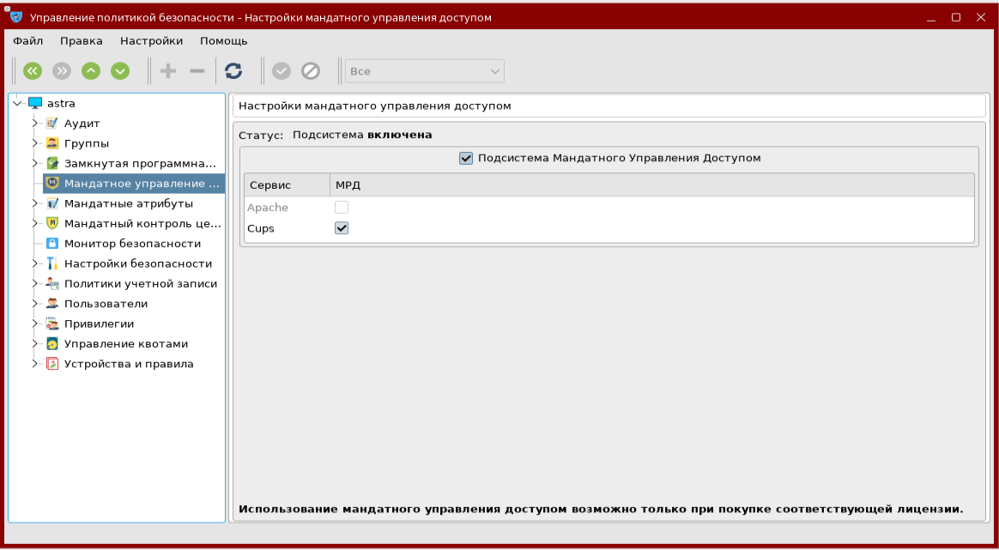 Управление политикой безопасности – Настройки мандатного управления доступом
Файл Правка Настройки Помощь
Все
astra
Аудит
Группы
Замкнутая программна...
Мандатное управление ...
Мандатные атрибуты
Мандатный контроль це...
Монитор безопасности
Настройки безопасности
Политики учетной записи
Пользователи
Привилегии
Управление квотами
Устройства и правила
Настройки мандатного управления доступом
Статус: Подсистема включена
Подсистема Мандатного Управления Доступом
Сервис МРД
Apache
Cups
Использование мандатного управления доступом возможно только при покупке соответствующей лицензии.